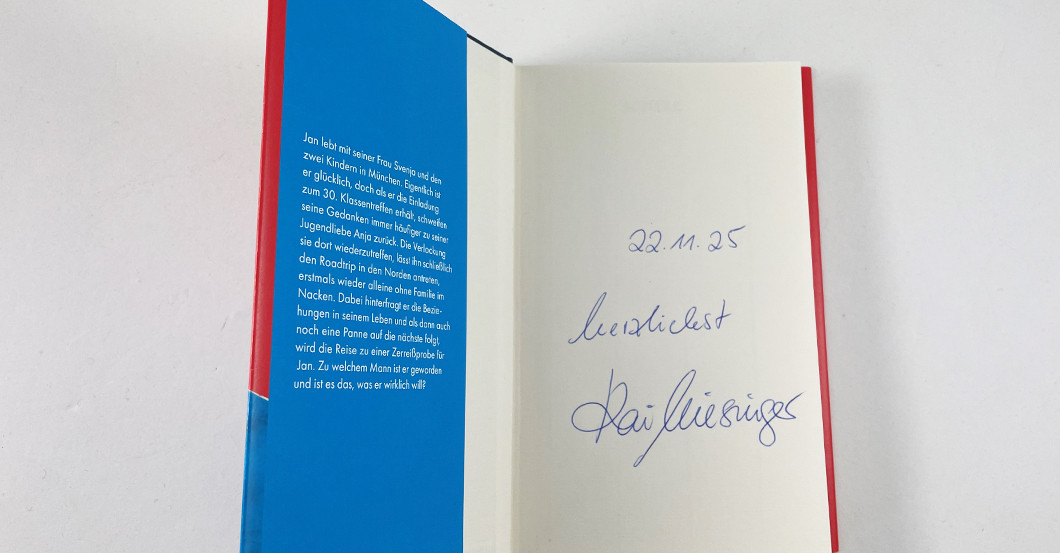 Jan lebt mit seiner Frau Svenja und den
zwei Kindern in München. Eigentlich ist
er glücklich, doch als er die Einladung
zum 30. Klassentreffen erhält, schweifen
seine Gedanken immer häufiger zu seiner
Jugendliebe Anja zurück. Die Verlockung
sie dort wiederzutreffen, lässt ihn schließlich
den Roadtrip in den Norden antreten,
erstmals wieder alleine ohne Familie im
Nacken. Dabei hinterfragt er die Bezie-
hungen in seinem Leben und als dann auch
noch eine Panne auf die nächste folgt,
wird die Reise zu einer Zerreißprobe für
Jan. Zu welchem Mann ist er geworden
und ist es das, was er wirklich will?
22.11.25
herzlichst
Kai Wiesinger